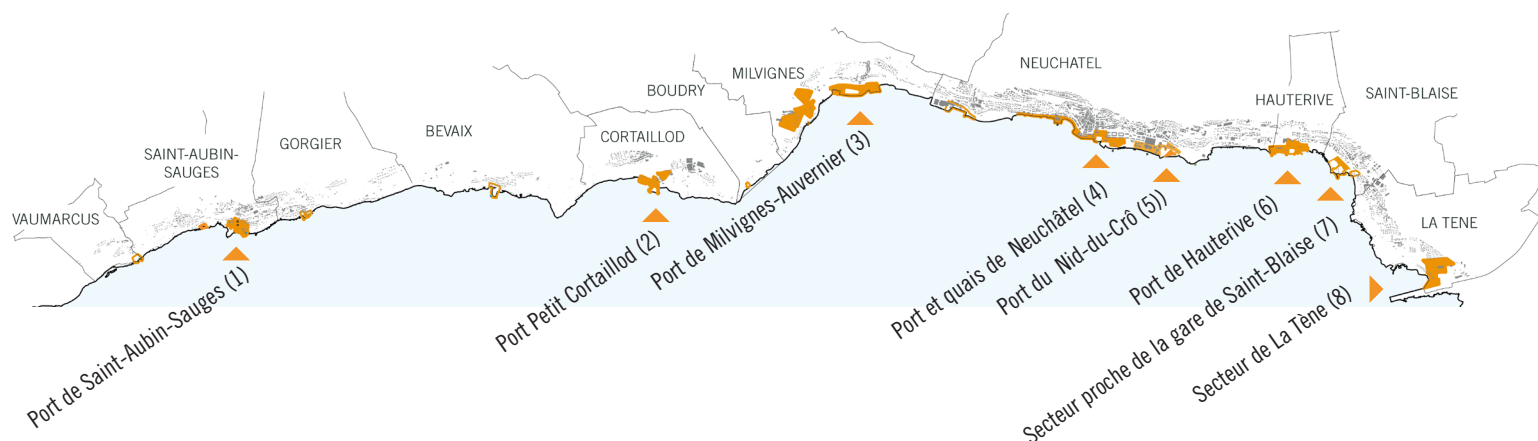 VAUMARCUS
SAINT-AUBIN-
SAUGES
GORGIER
BEVAIX
CORTAILLOD
BOUDRY
MILVIGNES
NEUCHATEL
HAUTERIVE
SAINT-BLAISE
LA TENE
Port de Saint-Aubin-Sauges (1)
Port Petit Cortaillod (2)
Port de Milvignes-Auvernier (3)
Port et quais de Neuchâtel (4)
Port du Nid-du-Crô (5))
Port de Hauterive (6)
Secteur proche de la gare de Saint-Blaise (7)
Secteur de La Tène (8)